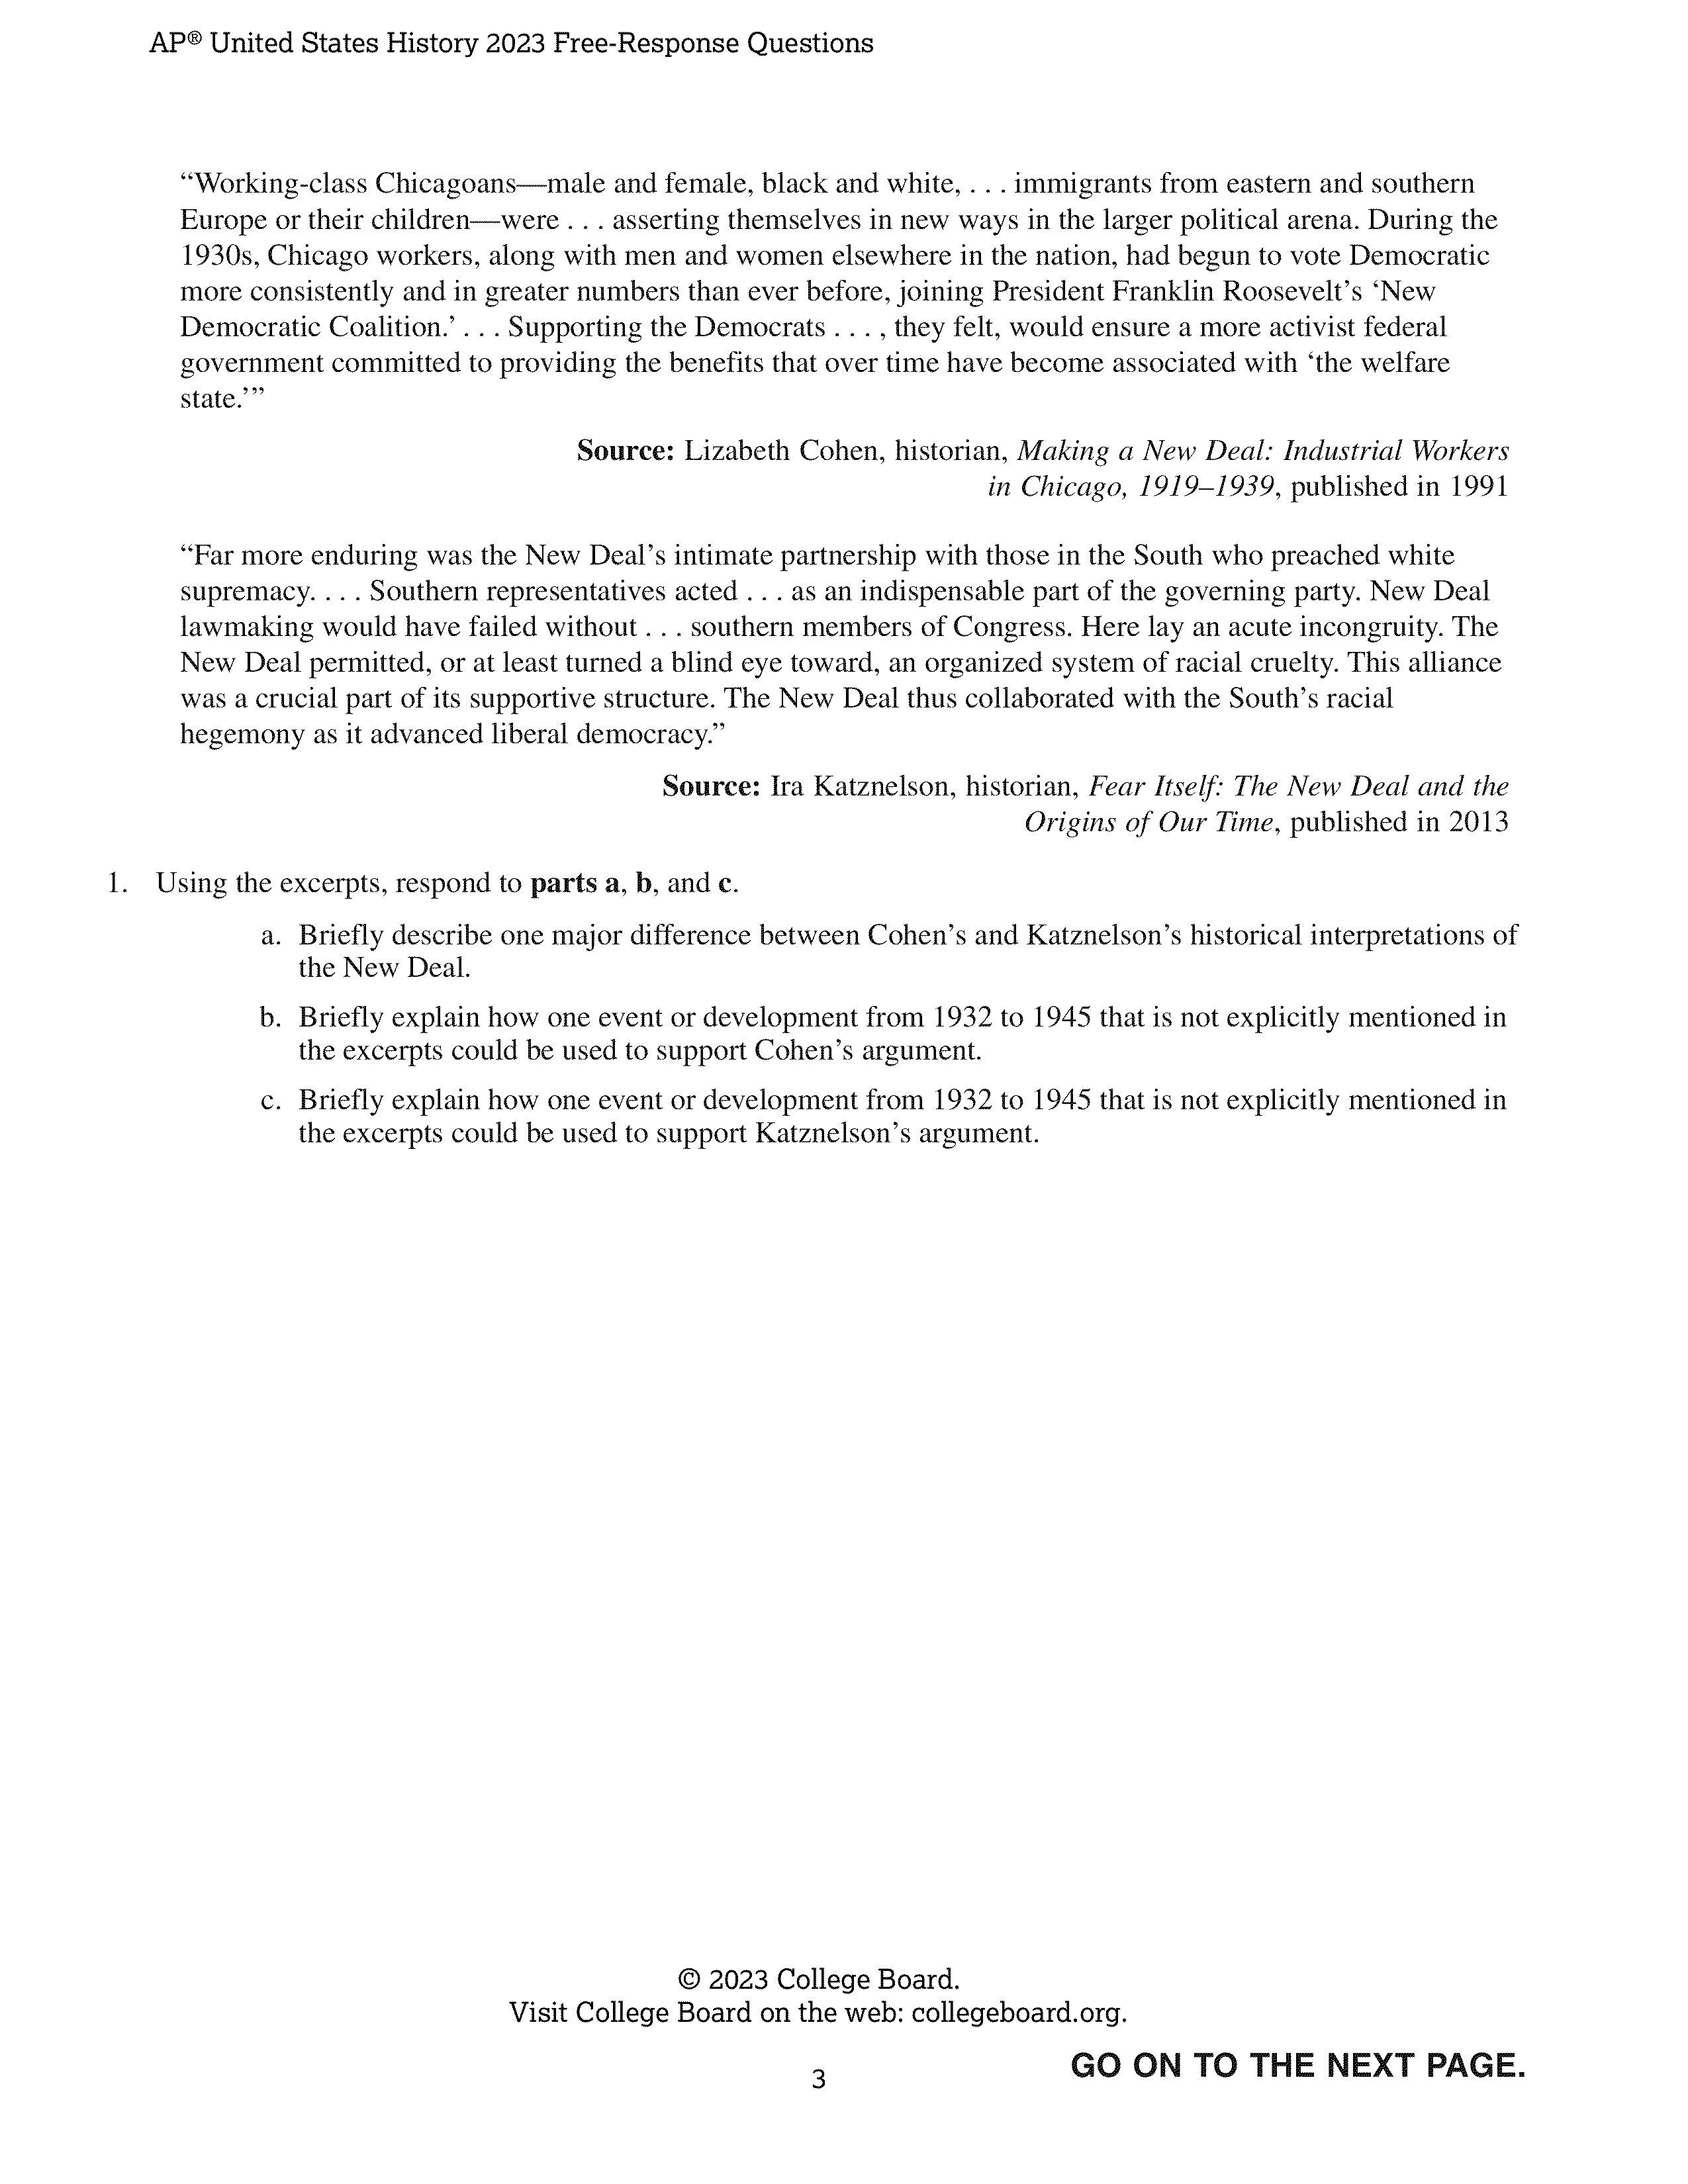 AP® United States History 2023 Free-Response Questions
“Working-class Chicagoans—male and female, black and white, . . . immigrants from eastern and southern
Europe or their children—were . . . asserting themselves in new ways in the larger political arena. During the
1930s, Chicago workers, along with men and women elsewhere in the nation, had begun to vote Democratic
more consistently and in greater numbers than ever before, joining President Franklin Roosevelt’s ‘New
Democratic Coalition.’ . . . Supporting the Democrats . . . , they felt, would ensure a more activist federal
government committed to providing the benefits that over time have become associated with ‘the welfare
state.’”
Source: Lizabeth Cohen, historian, Making a New Deal: Industrial Workers
in Chicago, 1919–1939, published in 1991
“Far more enduring was the New Deal’s intimate partnership with those in the South who preached white
supremacy. . . . Southern representatives acted . . . as an indispensable part of the governing party. New Deal
lawmaking would have failed without . . . southern members of Congress. Here lay an acute incongruity. The
New Deal permitted, or at least turned a blind eye toward, an organized system of racial cruelty. This alliance
was a crucial part of its supportive structure. The New Deal thus collaborated with the South’s racial
hegemony as it advanced liberal democracy.”
Source: Ira Katznelson, historian, Fear Itself: The New Deal and the
Origins of Our Time, published in 2013
1. Using the excerpts, respond to parts a, b, and c.
a. Briefly describe one major difference between Cohen’s and Katznelson’s historical interpretations of
the New Deal.
b. Briefly explain how one event or development from 1932 to 1945 that is not explicitly mentioned in
the excerpts could be used to support Cohen’s argument.
c. Briefly explain how one event or development from 1932 to 1945 that is not explicitly mentioned in
the excerpts could be used to support Katznelson’s argument.
© 2023 College Board.
Visit College Board on the web: collegeboard.org.
GO ON TO THE NEXT PAGE.
3